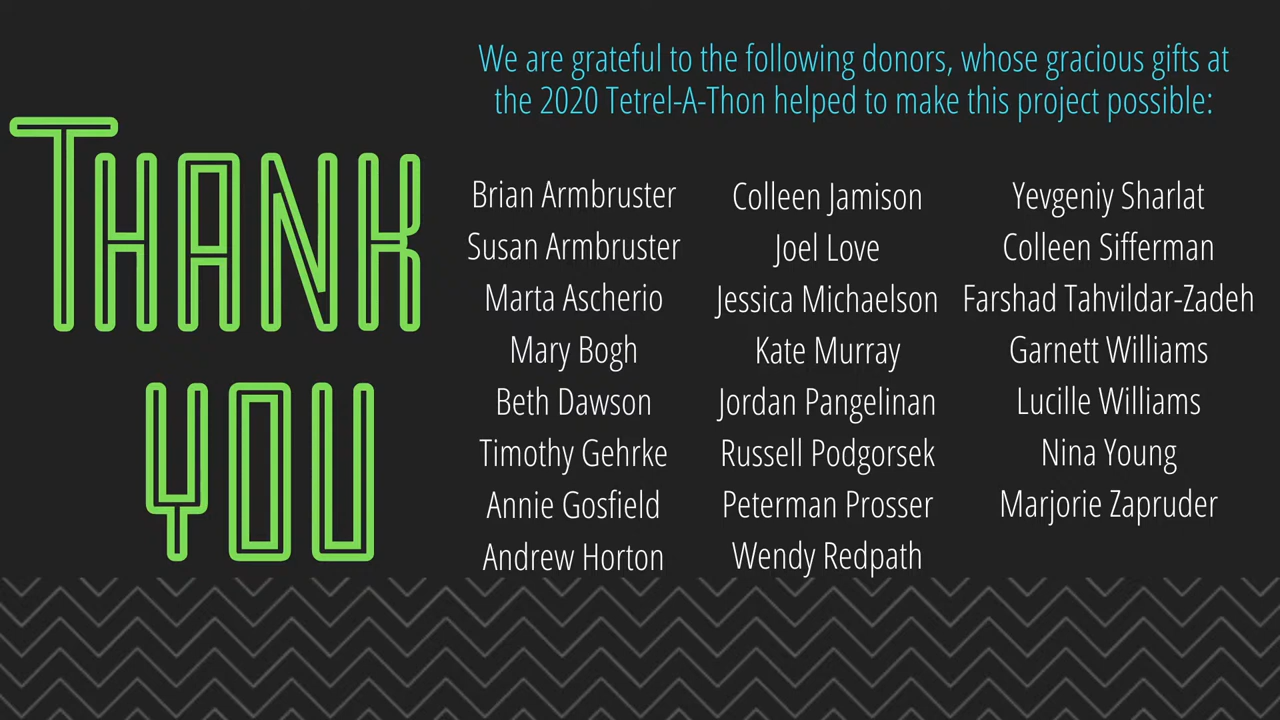 THANK
YOU
We are grateful to the following donors, whose gracious gifts at
the 2020 Tetrel-A-Thon helped to make this project possible:
Brian Armbruster
Susan Armbruster
Marta Ascherio
Mary Bogh
Beth Dawson
Timothy Gehrke
Annie Gosfield
Andrew Horton
Colleen Jamison
Joel Love
Jessica Michaelson
Kate Murray
Jordan Pangelinan
Russell Podgorsek
Peterman Prosser
Wendy Redpath
Yevgeniy Sharlat
Colleen Sifferman
Farshad Tahvildar-Zadeh
Garnett Williams
Lucille Williams
Nina Young
Marjorie Zapruder